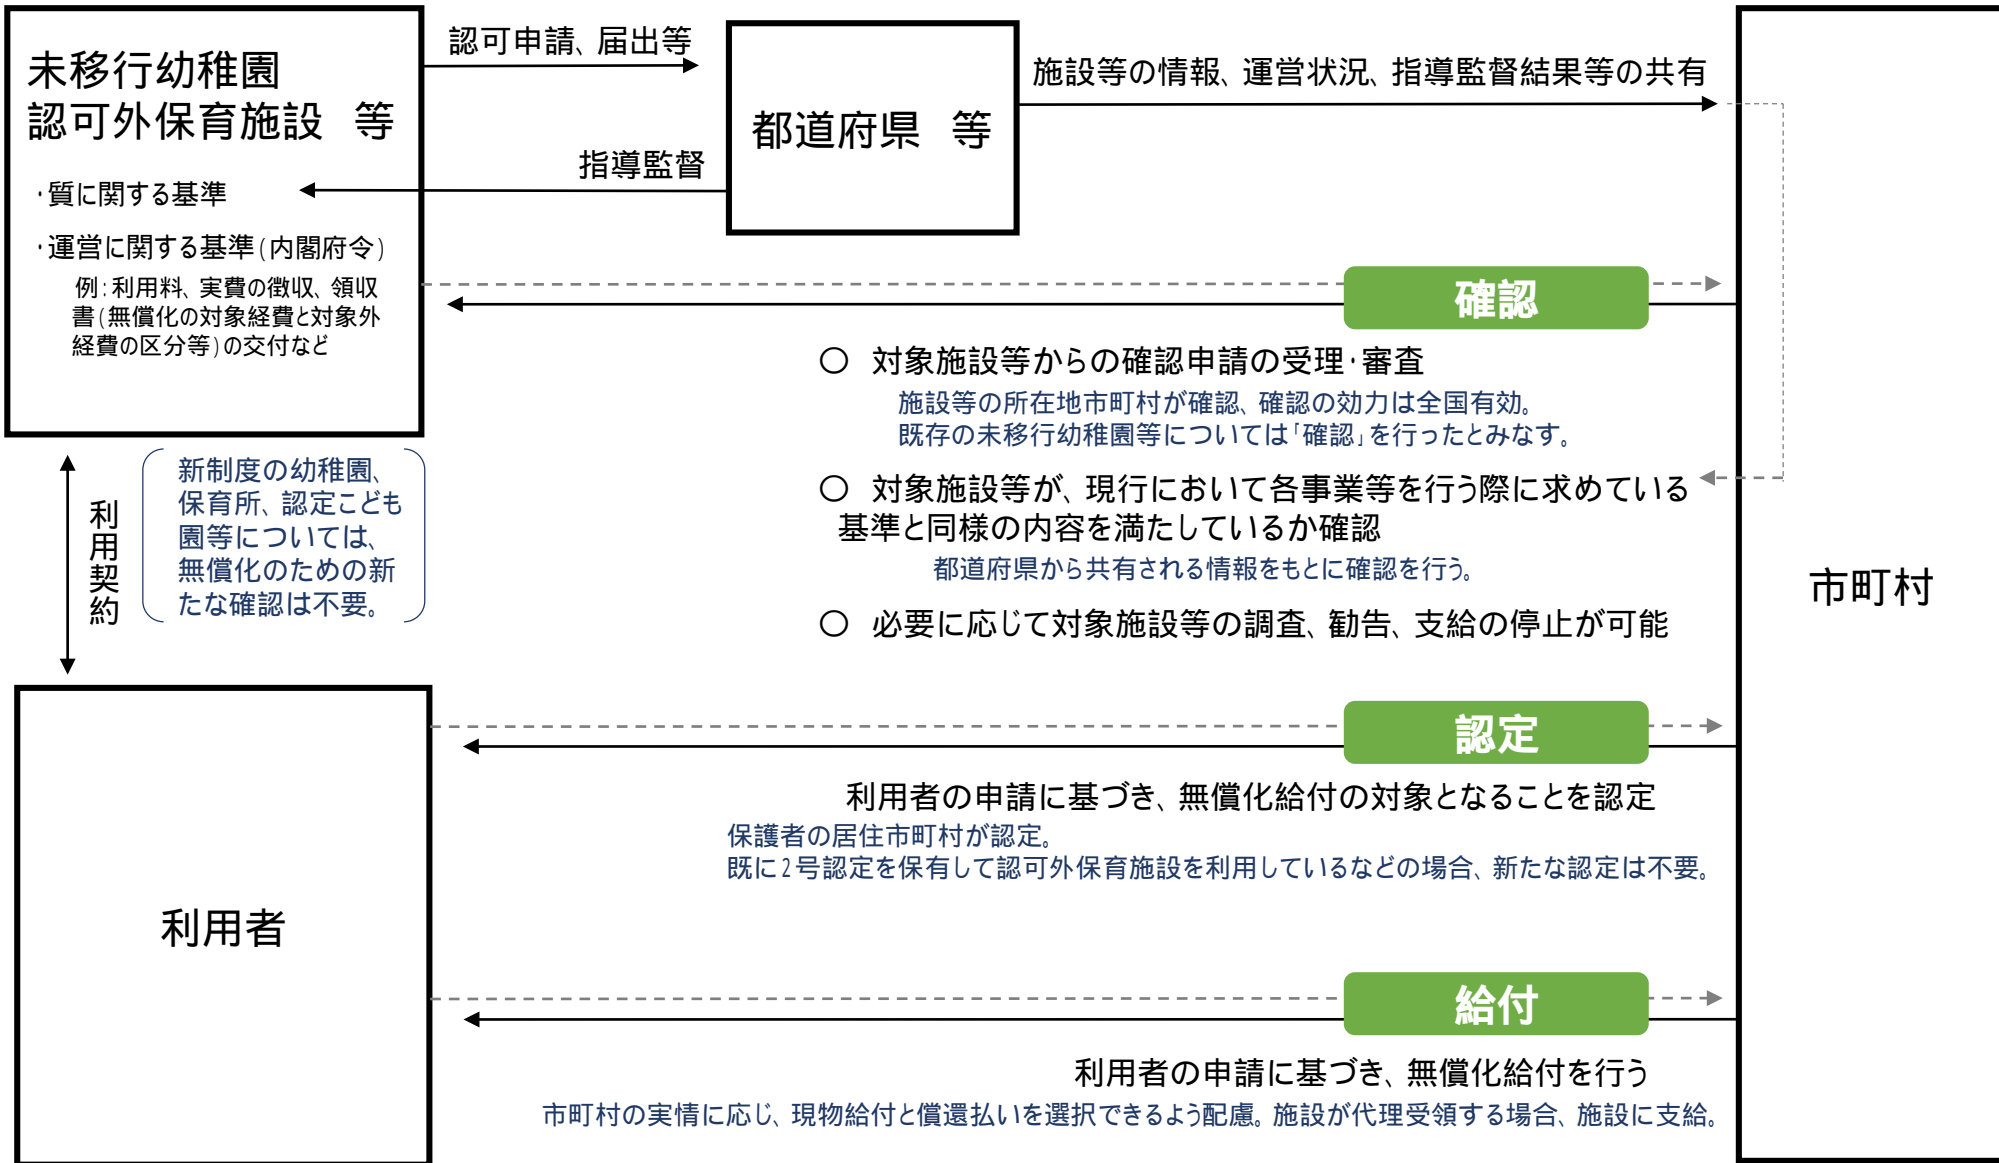 未移行幼稚園
認可外保育施設　等
・質に関する基準
・運営に関する基準(内閣府令)
例:利用料、実費の徴収、領収
書(無償化の対象経費と対象外
経費の区分等)の交付など
認可申請、届出等
指導監督
都道府県　等
施設等の情報、運営状況、指導監督結果等の共有
確認
○　対象施設等からの確認申請の受理・審査
施設等の所在地市町村が確認、確認の効力は全国有効。
既存の未移行幼稚園等については「確認」を行ったとみなす。
○　対象施設等が、現行において各事業等を行う際に求めている
基準と同様の内容を満たしているか確認
都道府県から共有される情報をもとに確認を行う。
○　必要に応じて対象施設等の調査、勧告、支給の停止が可能
市町村
利用契約
新制度の幼稚園、
保育所、認定こども
園等については、
無償化のための新
たな確認は不要。
利用者
認定
利用者の申請に基づき、無償化給付の対象となることを認定
保護者の居住市町村が認定。
既に2号認定を保有して認可外保育施設を利用しているなどの場合、新たな認定は不要。
給付
利用者の申請に基づき、無償化給付を行う
市町村の実情に応じ、現物給付と償還払いを選択できるよう配慮。施設が代理受領する場合、施設に支給。